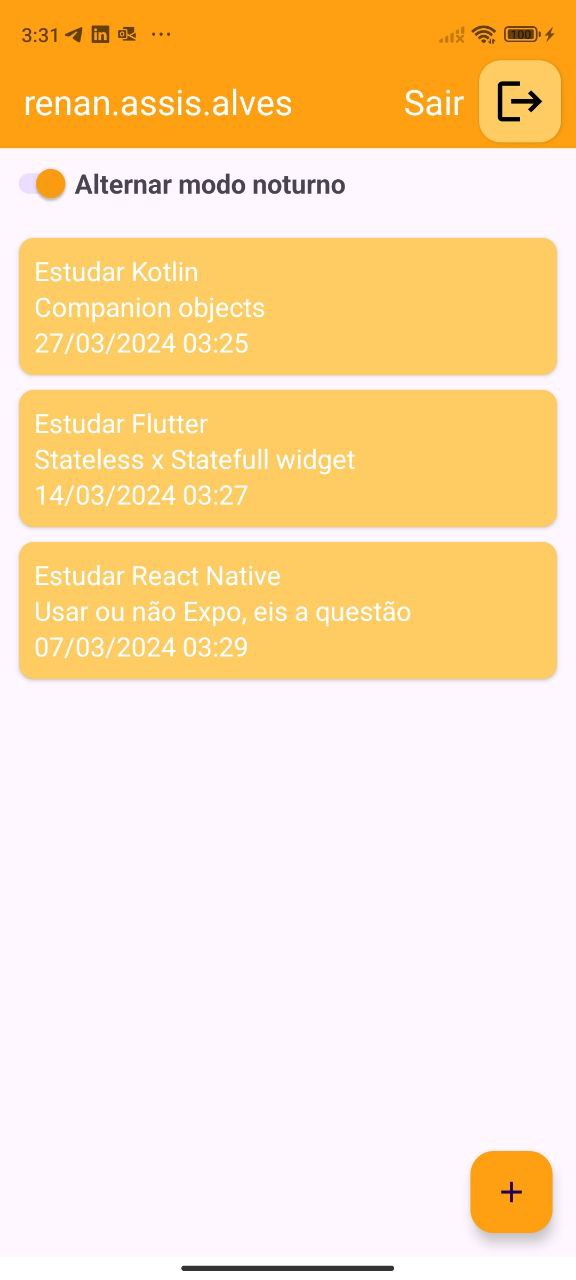 3:31
100
renan.assis.alves
Sair
Alternar modo noturno
Estudar Kotlin
Companion objects
27/03/2024 03:25
Estudar Flutter
Stateless x Statefull widget
14/03/2024 03:27
Estudar React Native
Usar ou não Expo, eis a questão
07/03/2024 03:29
+